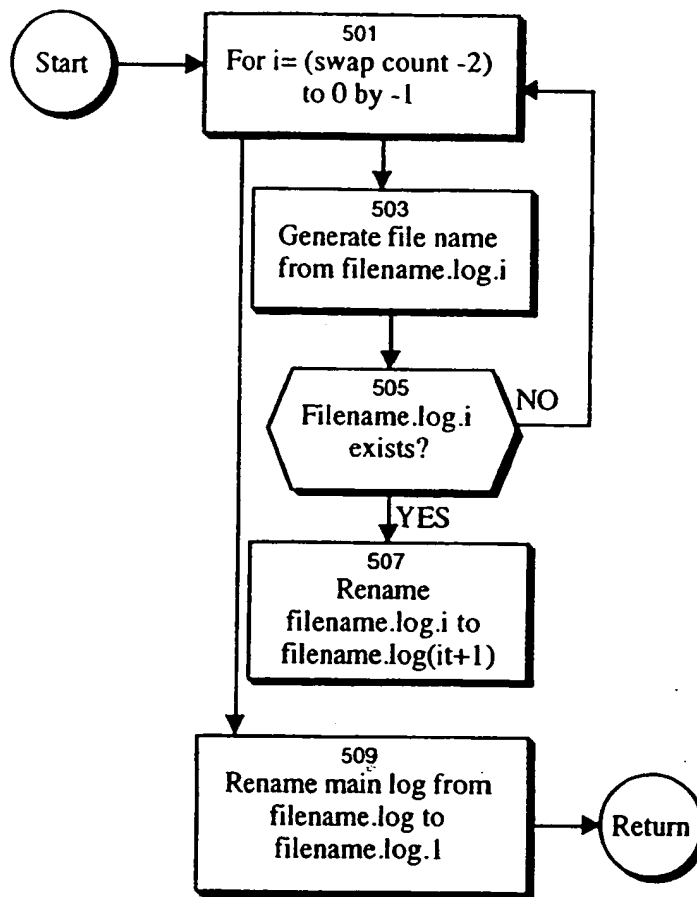 Start
501
For i= (swap count -2)
to 0 by -1
503
Generate file name
from filename.log.i
505
Filename.log.i
exists?
NO
YES
507
Rename
filename.log.i to
filename.log(it+1)
509
Rename main log from
filename.log to
filename.log.1
Return